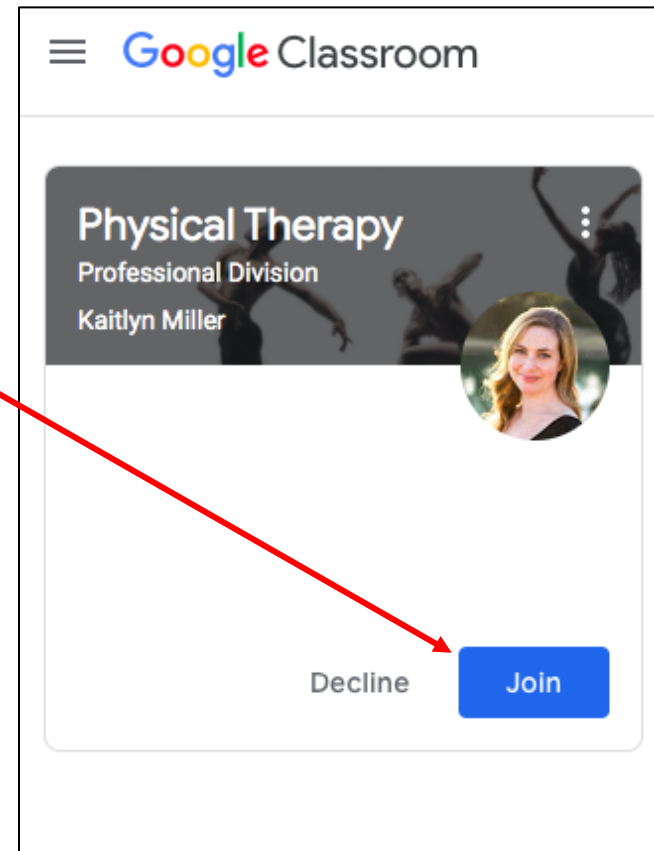 Google Classroom
Physical Therapy
Professional Division
Kaitlyn Miller
Decline Join